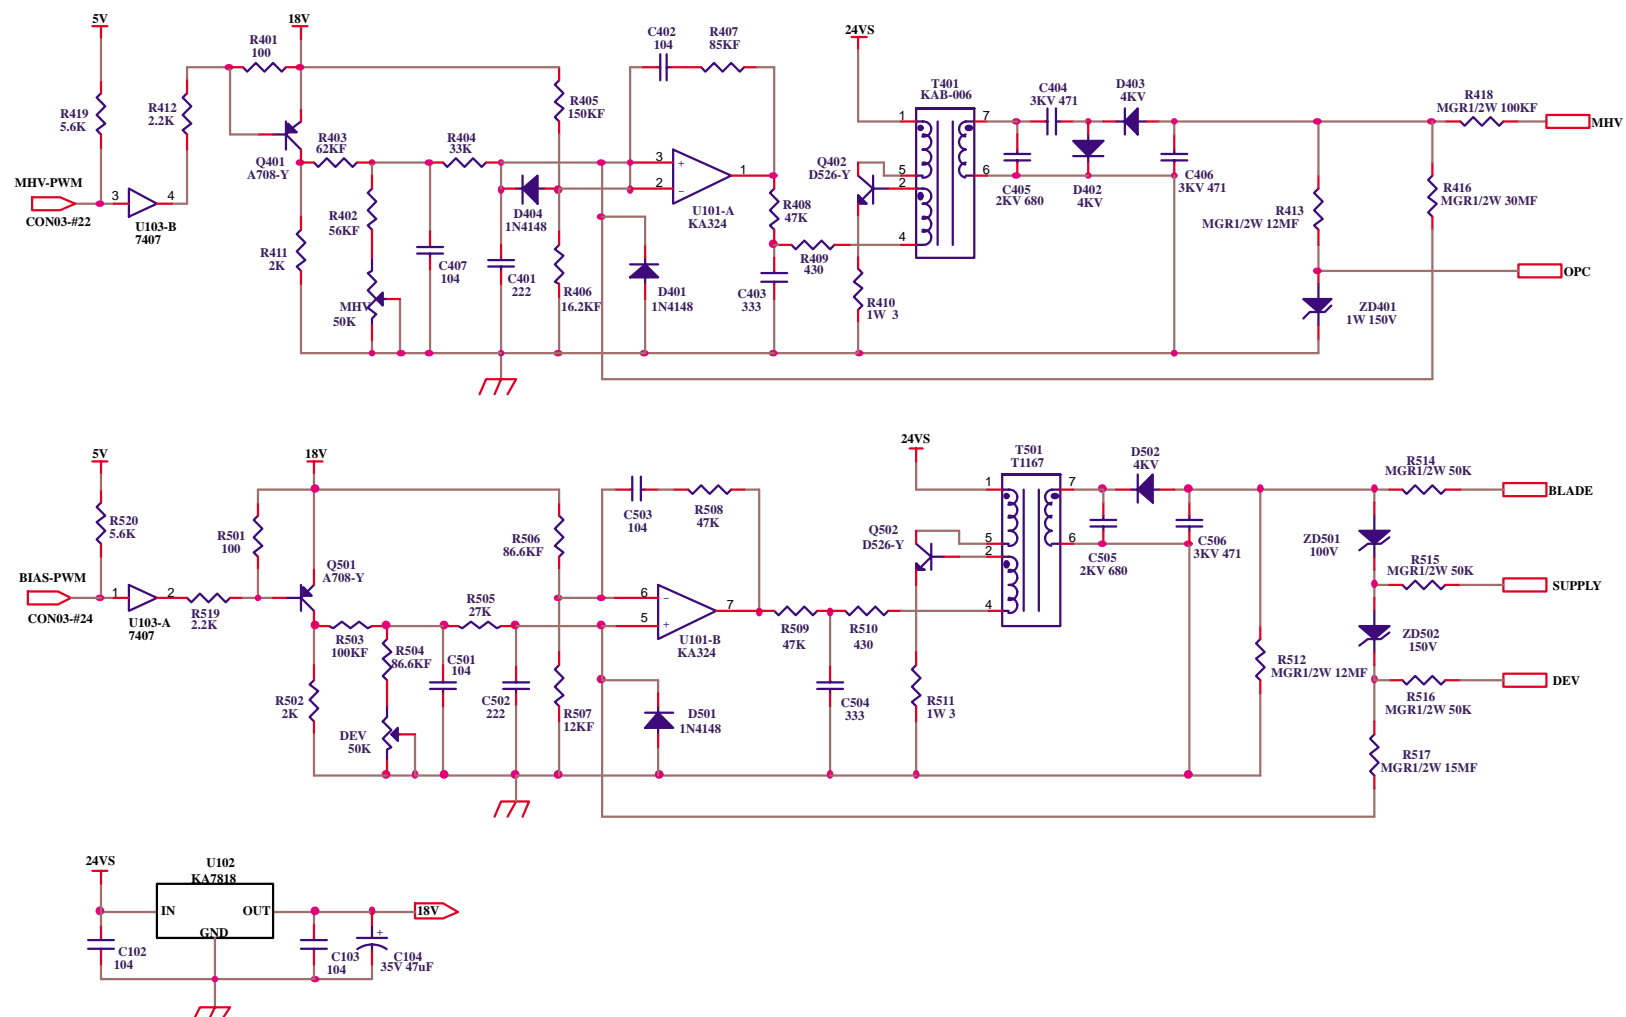 5V
18V
R401
100
R419
5.6K
R412
2.2K
Q401
A708-Y
MHV-PWM
CON03-#22
3
4
U103-B
7407
R403
62KF
R404
33K
R402
56KF
R411
2K
MHV
50K
C407
104
C401
222
D404
1N4148
R405
150KF
R406
16.2KF
D401
1N4148
C402
104
R407
85KF
3
2
1
+
−
U101-A
KA324
R408
47K
C403
333
R409
430
24VS
Q402
D526-Y
R410
1W 3
T401
KAB-006
1
5
2
4
7
6
C404
3KV 471
D403
4KV
C405
2KV 680
D402
4KV
C406
3KV 471
R413
MGR1/2W 12MF
R418
MGR1/2W 100KF
R416
MGR1/2W 30MF
MHV
OPC
ZD401
1W 150V
5V
18V
R520
5.6K
R501
100
Q501
A708-Y
BIAS-PWM
CON03-#24
1
2
U103-A
7407
R519
2.2K
R503
100KF
R505
27K
R504
86.6KF
C501
104
R502
2K
DEV
50K
C502
222
R506
86.6KF
R507
12KF
C503
104
R508
47K
6
5
7
−
+
U101-B
KA324
D501
1N4148
R509
47K
R510
430
C504
333
24VS
Q502
D526-Y
R511
1W 3
T501
T1167
1
5
2
4
7
6
D502
4KV
C505
2KV 680
C506
3KV 471
R512
MGR1/2W 12MF
R514
MGR1/2W 50K
BLADE
ZD501
100V
R515
MGR1/2W 50K
SUPPLY
ZD502
150V
R516
MGR1/2W 50K
DEV
R517
MGR1/2W 15MF
24VS
U102
KA7818
IN
OUT
GND
18V
C102
104
C103
104
+
C104
35V 47uF